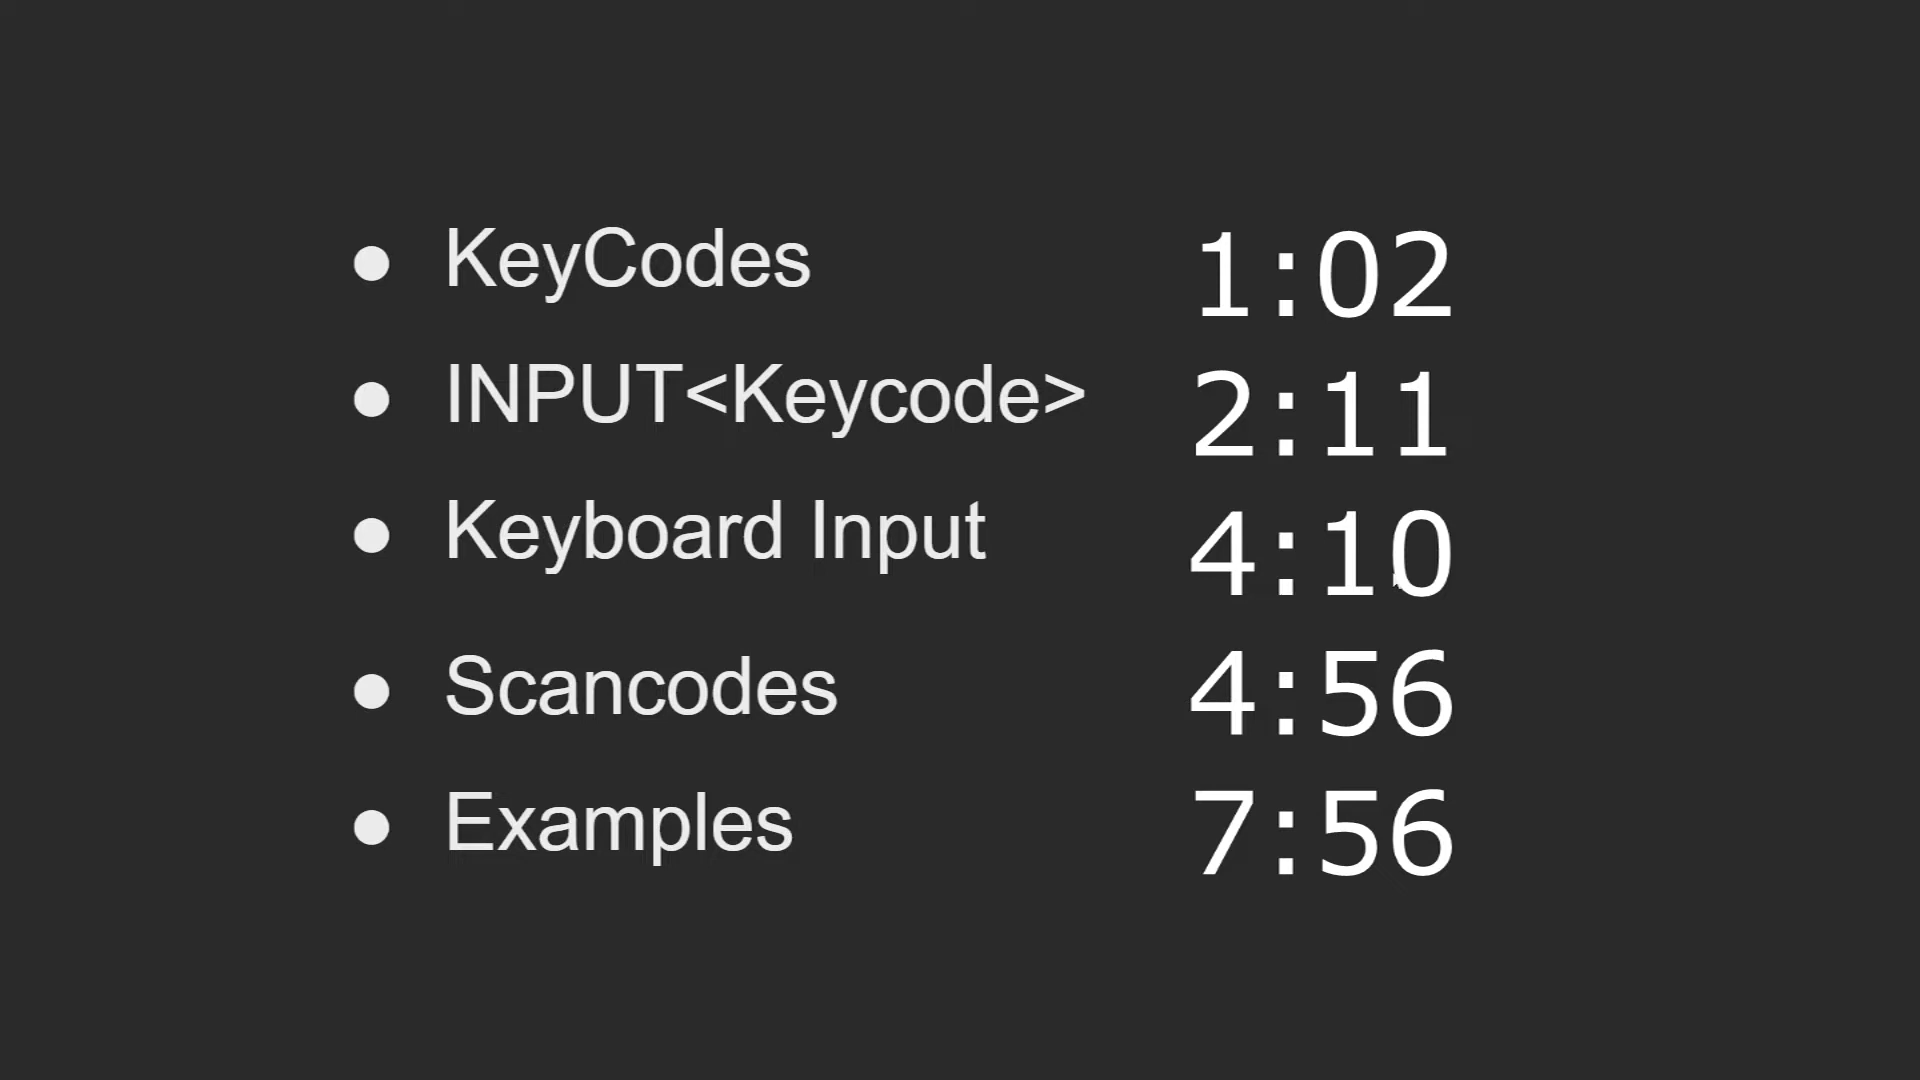 ● KeyCodes 1:02
● INPUT<Keycode> 2:11
● Keyboard Input 4:10
● Scancodes 4:56
● Examples 7:56